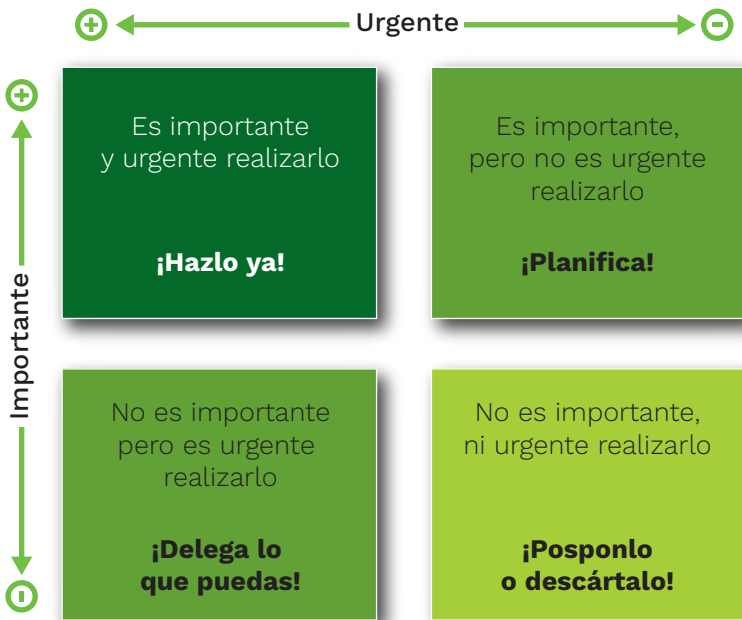 Urgente
Importante
Es importante
y urgente realizarlo
¡Hazlo ya!
Es importante,
pero no es urgente
realizarlo
¡Planifica!
No es importante
pero es urgente
realizarlo
¡Delega lo
que puedas!
No es importante,
ni urgente realizarlo
¡Posponlo
o descártalo!